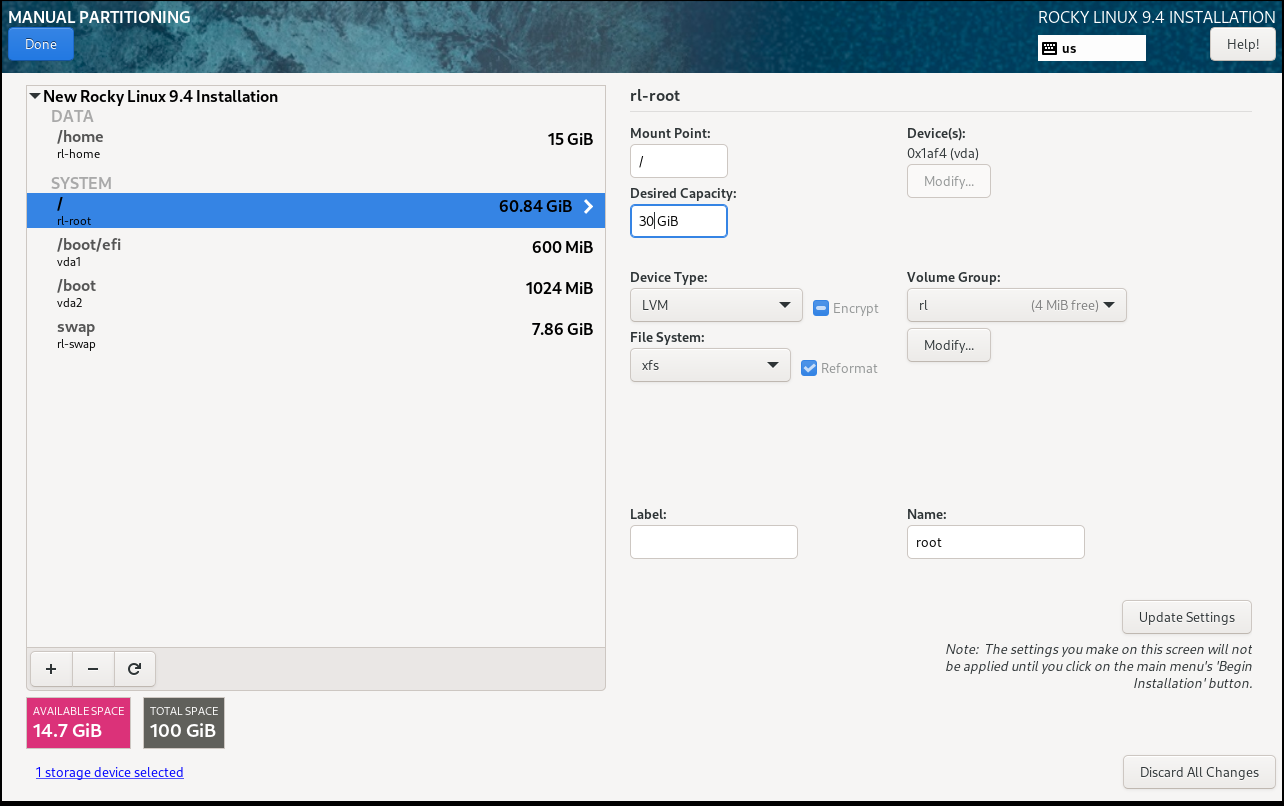 MANUAL PARTITIONING
ROCKY LINUX 9.4 INSTALLATION
Done
us
Help!
New Rocky Linux 9.4 Installation
DATA
/home
15 GiB
rl-home
SYSTEM
/
60.84 GiB
rl-root
/boot/efi
600 MiB
vda1
/boot
1024 MiB
vda2
swap
7.86 GiB
rl-swap
+
−
AVAILABLE SPACE
14.7 GiB
TOTAL SPACE
100 GiB
1 storage device selected
rl-root
Mount Point:
/
Device(s):
0x1af4 (vda)
Modify...
Desired Capacity:
30 GiB
Device Type:
LVM
Encrypt
Volume Group:
rl (4 MiB free)
Modify...
File System:
xfs
Reformat
Label:
Name:
root
Update Settings
Note: The settings you make on this screen will not
be applied until you click on the main menu's 'Begin
Installation' button.
Discard All Changes